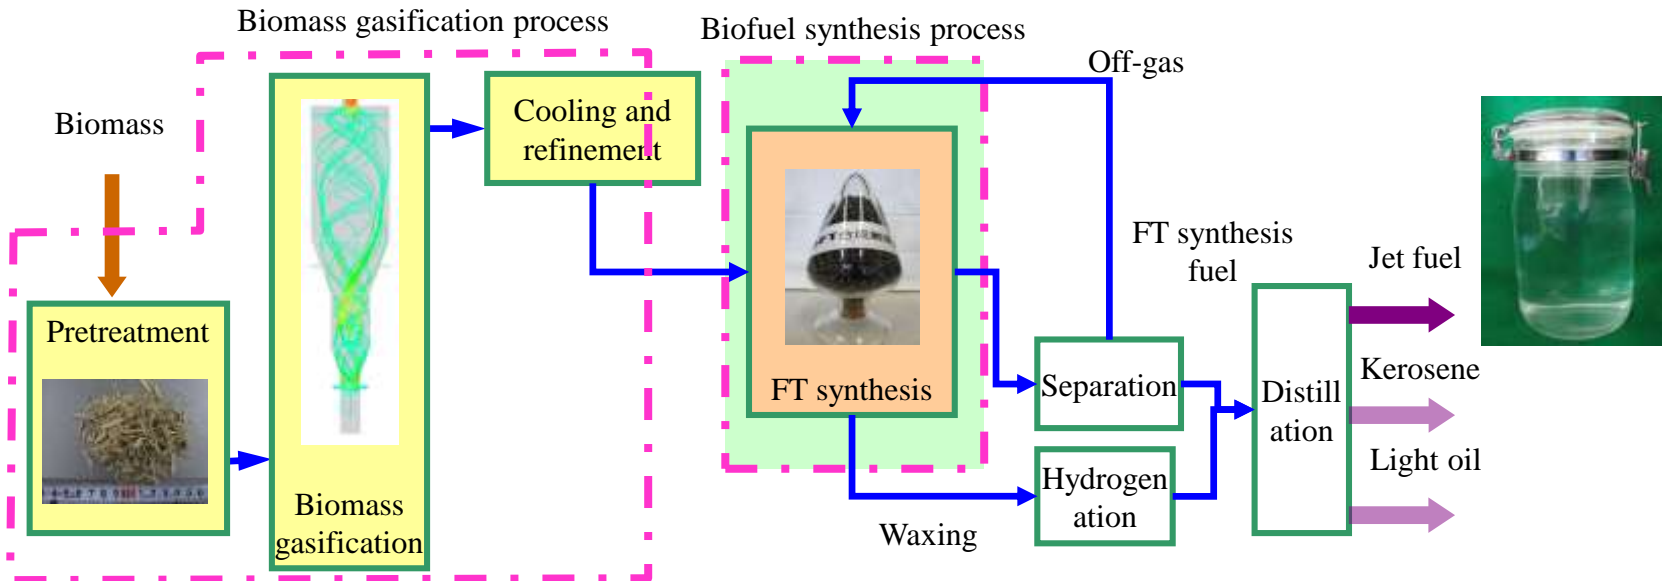 Biomass gasification process
Biofuel synthesis process
Off-gas
Biomass
Cooling and
refinement
FT synthesis
fuel
Jet fuel
Pretreatment
Kerosene
FT synthesis
Separation
Distill
ation
Light oil
Hydrogen
ation
Biomass
gasification
Waxing